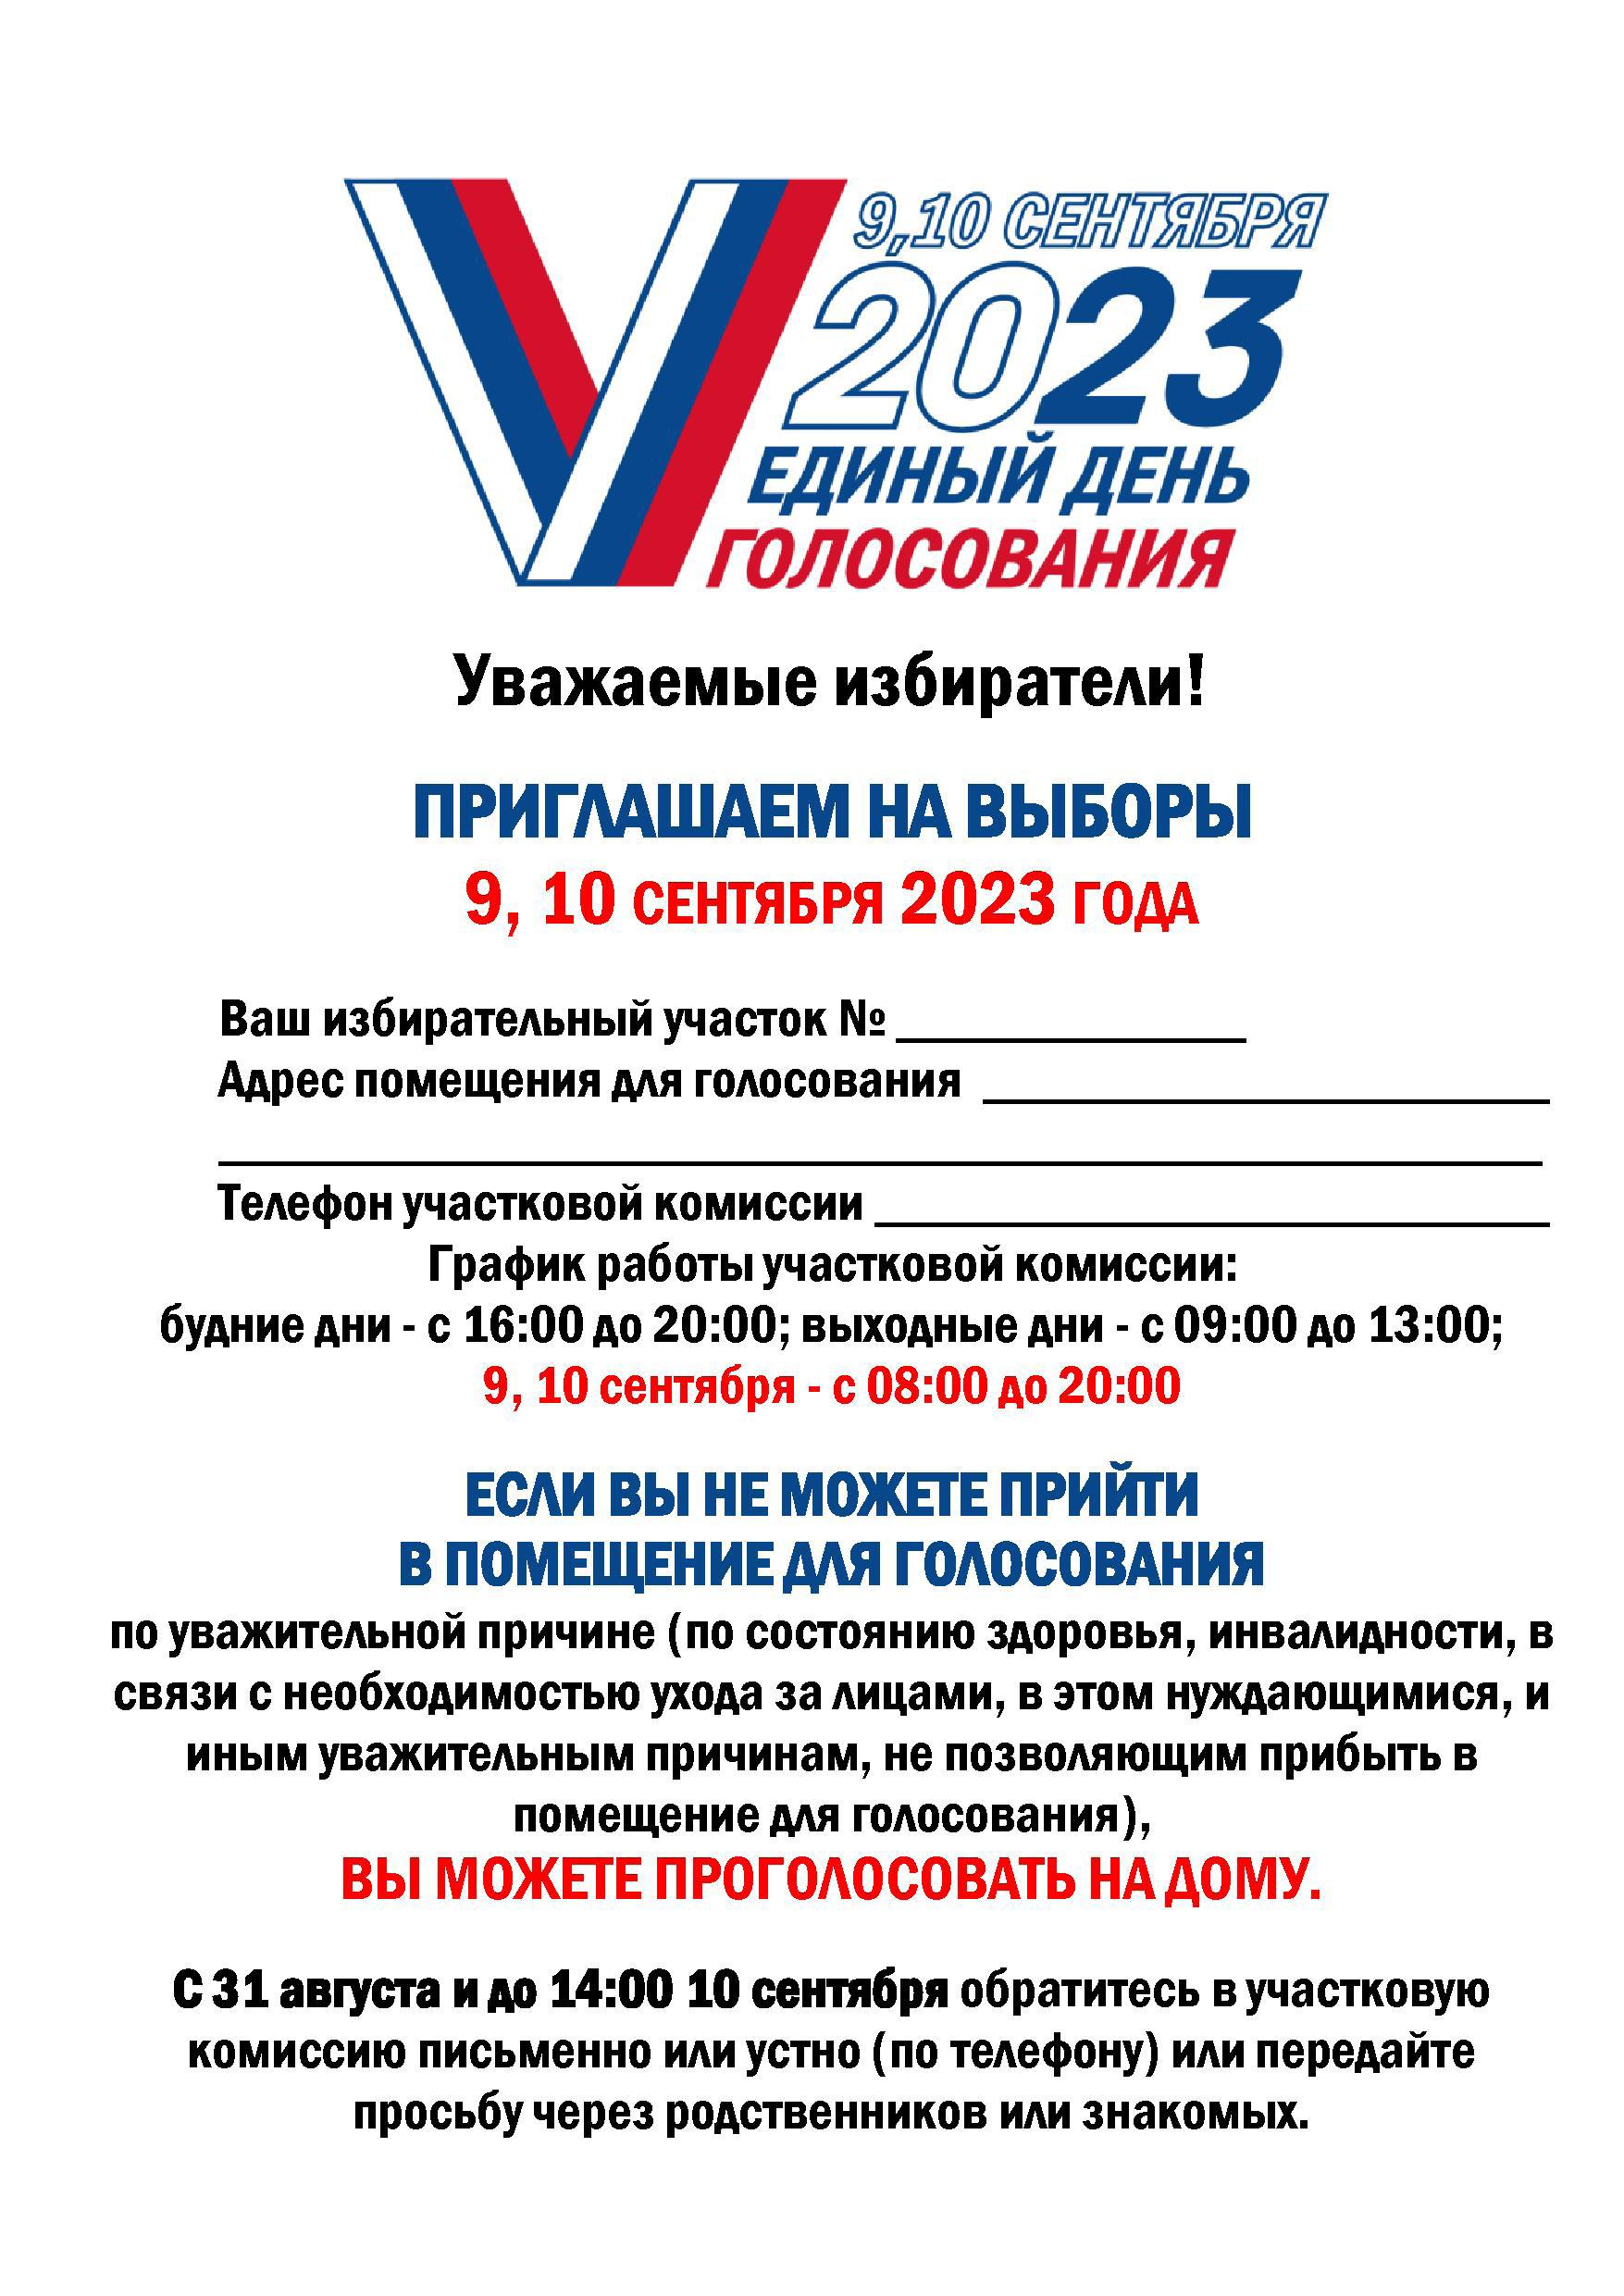 9,10 СЕНТЯБРЯ
2023
ЕДИНЫЙ ДЕНЬ
ГОЛОСОВАНИЯ
Уважаемые избиратели!
ПРИГЛАШАЕМ НА ВЫБОРЫ
9, 10 СЕНТЯБРЯ 2023 ГОДА
Ваш избирательный участок № ______________
Адрес помещения для голосования ______________________
_____________________________________________________
Телефон участковой комиссии ___________________________
График работы участковой комиссии:
будние дни - с 16:00 до 20:00; выходные дни - с 09:00 до 13:00;
9, 10 сентября - с 08:00 до 20:00
ЕСЛИ ВЫ НЕ МОЖЕТЕ ПРИЙТИ
В ПОМЕЩЕНИЕ ДЛЯ ГОЛОСОВАНИЯ
по уважительной причине (по состоянию здоровья, инвалидности, в
связи с необходимостью ухода за лицами, в этом нуждающимися, и
иным уважительным причинам, не позволяющим прибыть в
помещение для голосования),
ВЫ МОЖЕТЕ ПРОГОЛОСОВАТЬ НА ДОМУ.
С 31 августа и до 14:00 10 сентября обратитесь в участковую
комиссию письменно или устно (по телефону) или передайте
просьбу через родственников или знакомых.